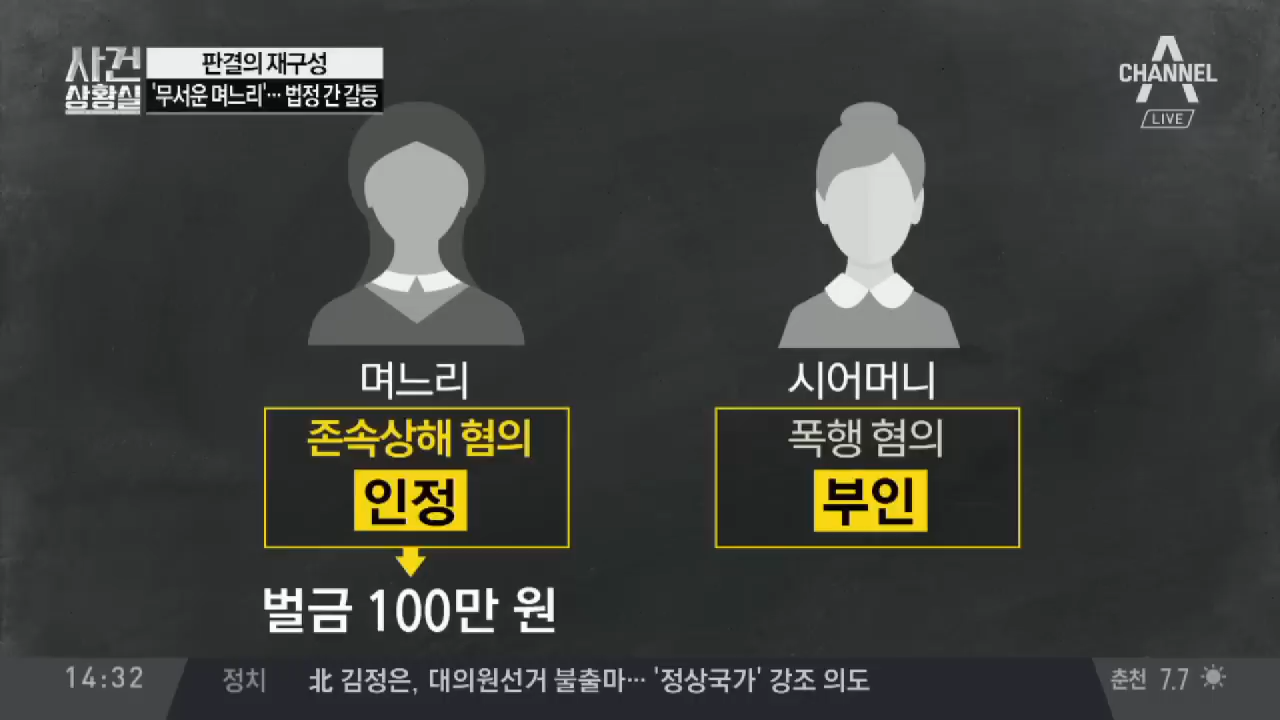 사건
상황실
판결의 재구성
'무서운 며느리'… 법정 간 갈등
CHANNEL
A
LIVE
며느리
존속상해 혐의
인정
벌금 100만 원
시어머니
폭행 혐의
부인
14:32
정치
北 김정은, 대의원선거 불출마… '정상국가' 강조 의도
춘천 7.7